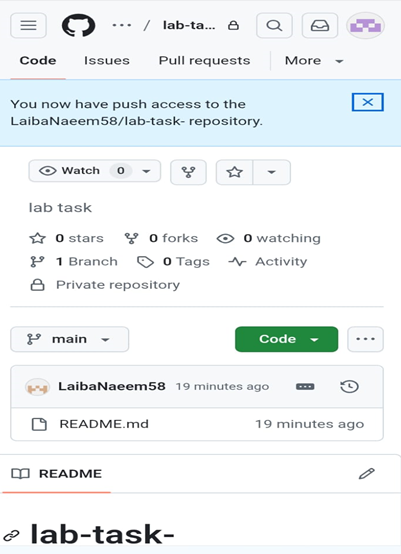 ··· / lab-ta...
Code Issues Pull requests More
You now have push access to the
LaibaNaeem58/lab-task- repository.
Watch 0
lab task
0 stars 0 forks 0 watching
1 Branch 0 Tags Activity
Private repository
main Code ···
LaibaNaeem58 19 minutes ago ···
README.md 19 minutes ago
README
lab-task-